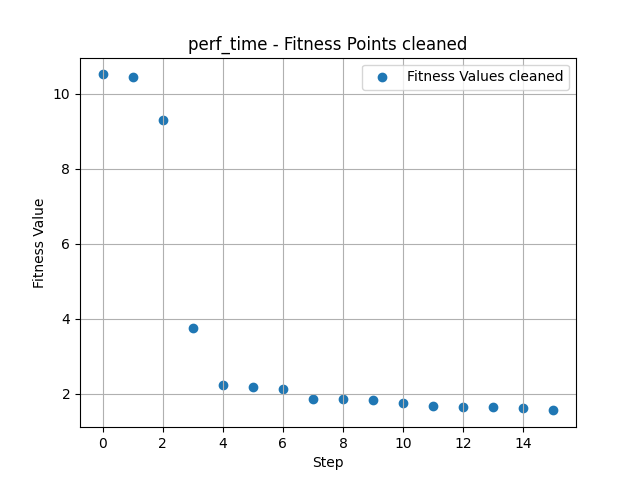 perf_time - Fitness Points cleaned
Fitness Values cleaned
10
8
6
4
2
Fitness Value
0 2 4 6 8 10 12 14
Step